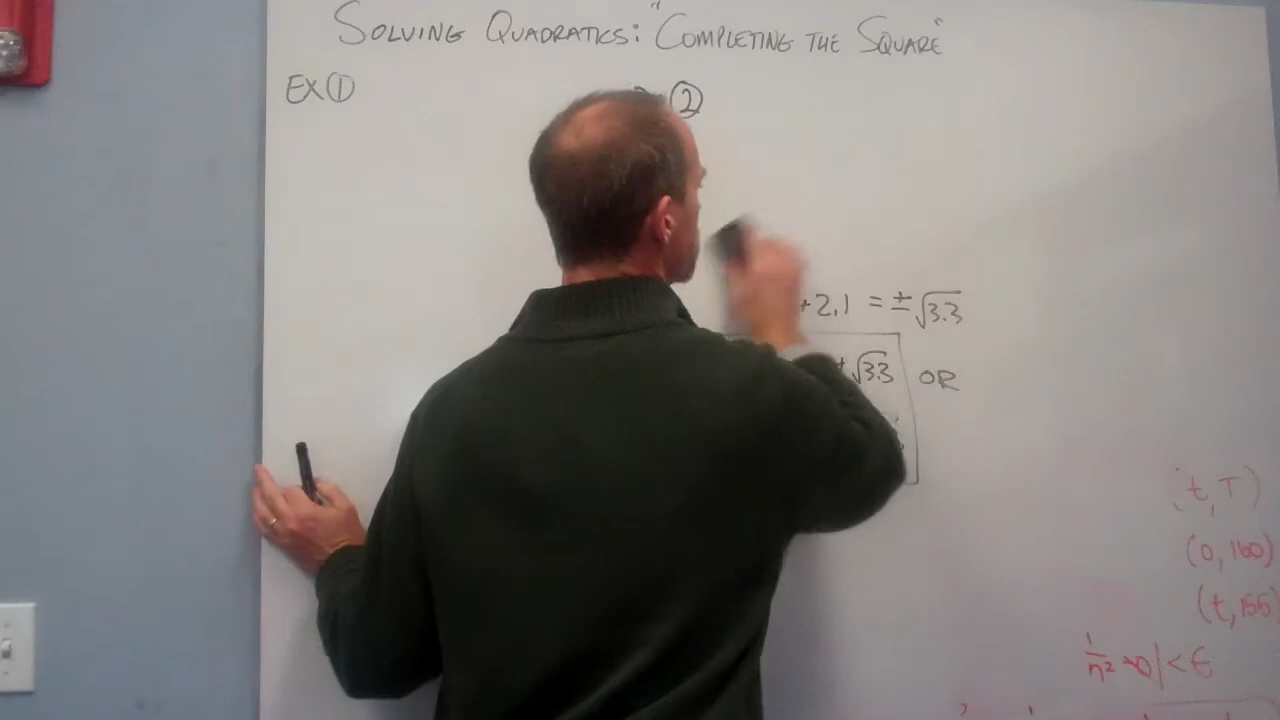 SOLVING QUADRATICS: "COMPLETING THE SQUARE"
EX ①
②
+2.1 = ±√3.3
√3.3 OR
(t, T)
(0, 160)
(t, 155
1/n² |< ε